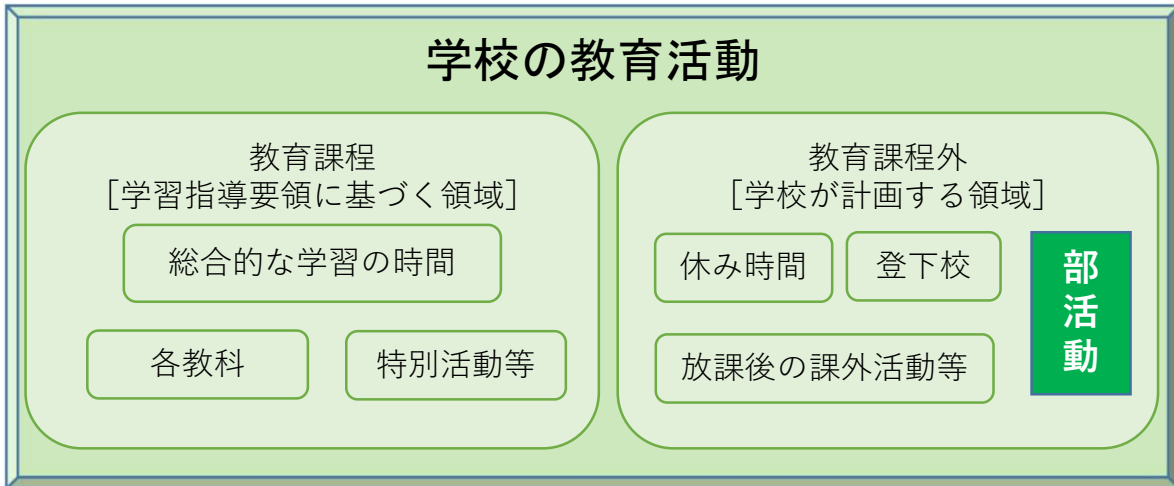 学校の教育活動
教育課程
［学習指導要領に基づく領域］
総合的な学習の時間
各教科
特別活動等
教育課程外
［学校が計画する領域］
休み時間
登下校
放課後の課外活動等
部活動